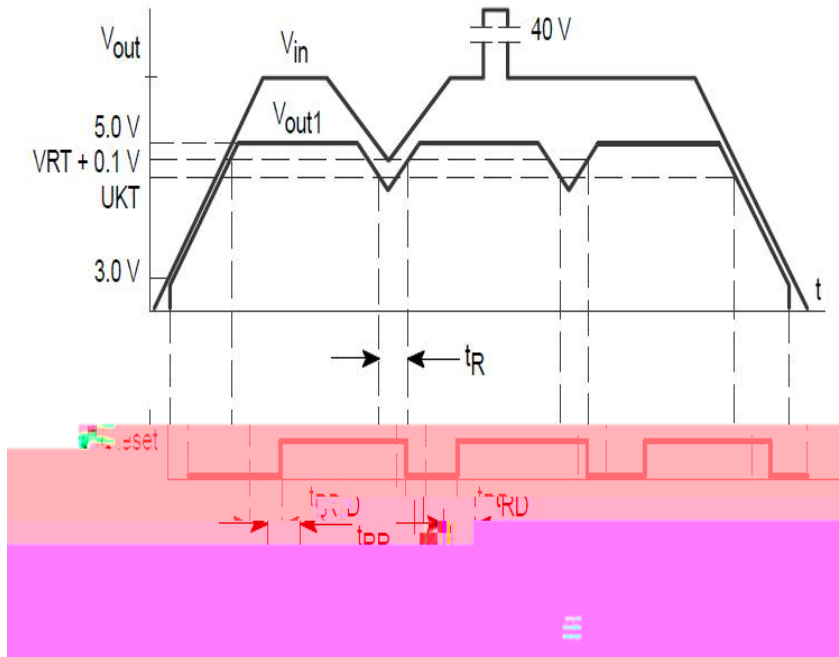 Vout
Vin
40 V
Vout1
5.0 V
VRT + 0.1 V
UKT
3.0 V
t
tR